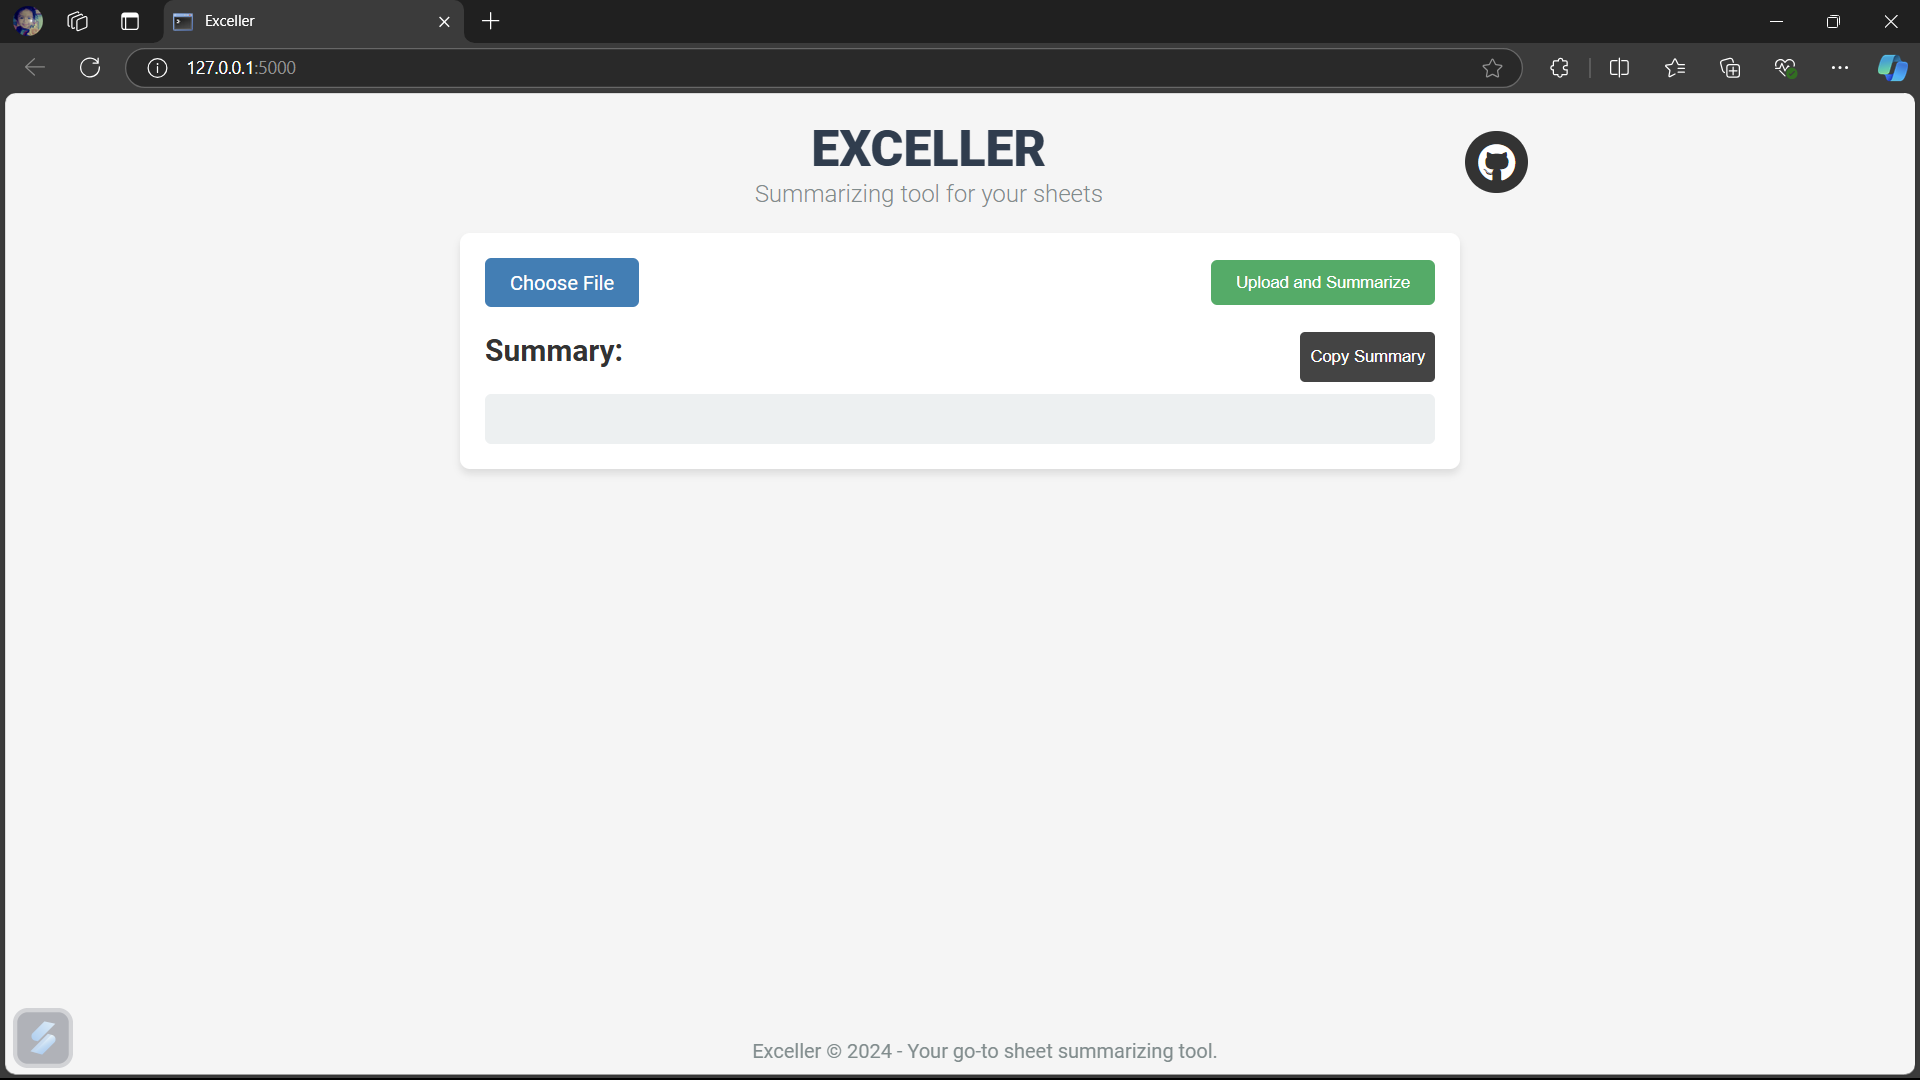 Exceller
127.0.0.1:5000
EXCELLER
Summarizing tool for your sheets
Choose File
Upload and Summarize
Summary:
Copy Summary
Exceller © 2024 - Your go-to sheet summarizing tool.